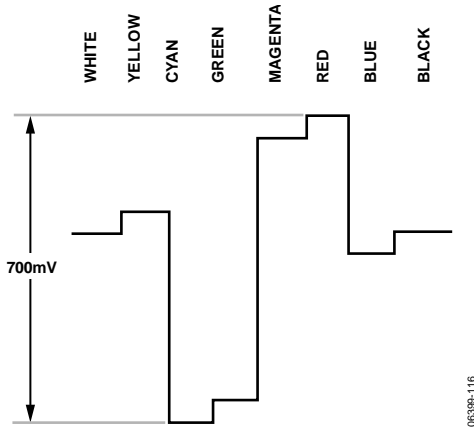 WHITE
YELLOW
CYAN
GREEN
MAGENTA
RED
BLUE
BLACK
700mV
06399-116